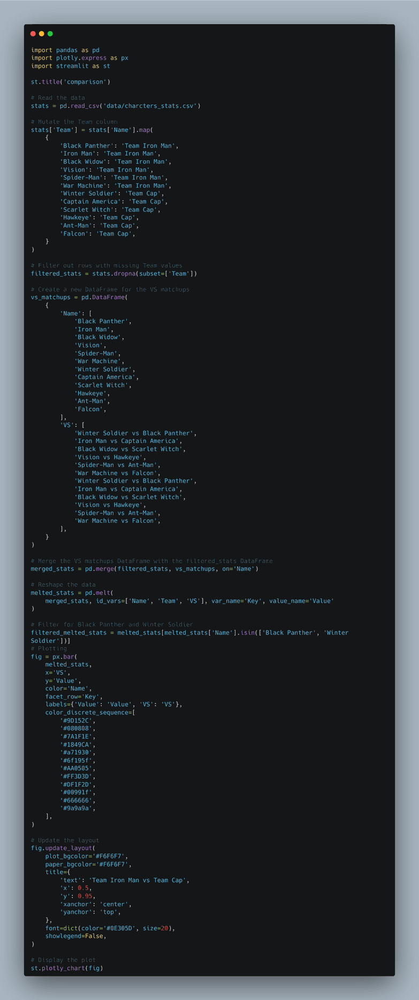 import pandas as pd
import plotly.express as px
import streamlit as st

st.title('comparison')

# Read the data
stats = pd.read_csv('data/charcters_stats.csv')

# Mutate the Team column
stats['Team'] = stats['Name'].map(
    {
        'Black Panther': 'Team Iron Man',
        'Iron Man': 'Team Iron Man',
        'Black Widow': 'Team Iron Man',
        'Vision': 'Team Iron Man',
        'Spider-Man': 'Team Iron Man',
        'War Machine': 'Team Iron Man',
        'Winter Soldier': 'Team Cap',
        'Captain America': 'Team Cap',
        'Scarlet Witch': 'Team Cap',
        'Hawkeye': 'Team Cap',
        'Ant-Man': 'Team Cap',
        'Falcon': 'Team Cap',
    }
)

# Filter out rows with missing Team values
filtered_stats = stats.dropna(subset=['Team'])

# Create a new DataFrame for the VS matchups
vs_matchups = pd.DataFrame(
    {
        'Name': [
            'Black Panther',
            'Iron Man',
            'Black Widow',
            'Vision',
            'Spider-Man',
            'War Machine',
            'Winter Soldier',
            'Captain America',
            'Scarlet Witch',
            'Hawkeye',
            'Ant-Man',
            'Falcon',
        ],
        'VS': [
            'Winter Soldier vs Black Panther',
            'Iron Man vs Captain America',
            'Black Widow vs Scarlet Witch',
            'Vision vs Hawkeye',
            'Spider-Man vs Ant-Man',
            'War Machine vs Falcon',
            'Winter Soldier vs Black Panther',
            'Iron Man vs Captain America',
            'Black Widow vs Scarlet Witch',
            'Vision vs Hawkeye',
            'Spider-Man vs Ant-Man',
            'War Machine vs Falcon',
        ],
    }
)

# Merge the VS matchups DataFrame with the filtered_stats DataFrame
merged_stats = pd.merge(filtered_stats, vs_matchups, on='Name')

# Reshape the data
melted_stats = pd.melt(
    merged_stats, id_vars=['Name', 'Team', 'VS'], var_name='Key', value_name='Value'
)

# Filter for Black Panther and Winter Soldier
filtered_melted_stats = melted_stats[melted_stats['Name'].isin(['Black Panther', 'Winter
Soldier'])]
# Plotting
fig = px.bar(
    melted_stats,
    x='VS',
    y='Value',
    color='Name',
    facet_row='Key',
    labels={'Value': 'Value', 'VS': 'VS'},
    color_discrete_sequence=[
        '#9D152C',
        '#080808',
        '#7A1F1E',
        '#1849CA',
        '#a71930',
        '#6f195f',
        '#AA0505',
        '#FF3D3D',
        '#DF1F2D',
        '#00991f',
        '#666666',
        '#9a9a9a',
    ],
)

# Update the layout
fig.update_layout(
    plot_bgcolor='#F6F6F7',
    paper_bgcolor='#F6F6F7',
    title={
        'text': 'Team Iron Man vs Team Cap',
        'x': 0.5,
        'y': 0.95,
        'xanchor': 'center',
        'yanchor': 'top',
    },
    font=dict(color='#0E305D', size=20),
    showlegend=False,
)

# Display the plot
st.plotly_chart(fig)